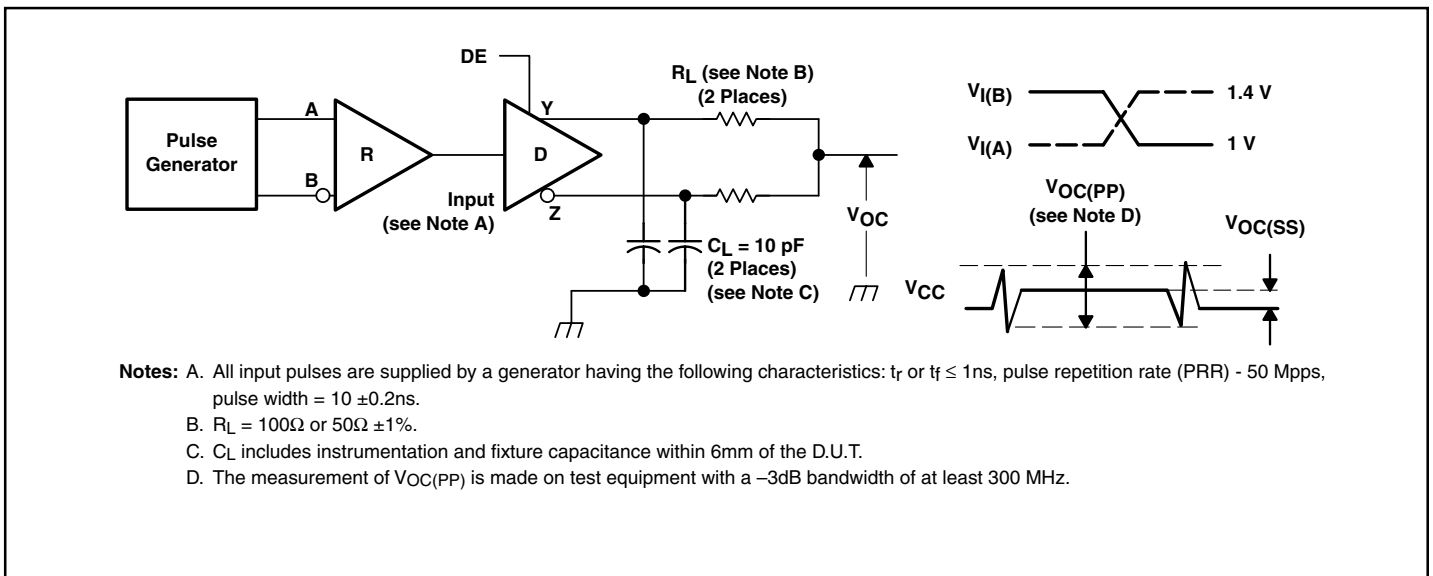 DE
Pulse
Generator
A
B
R
D
Y
Z
Input
(see Note A)
RL (see Note B)
(2 Places)
CL = 10 pF
(2 Places)
(see Note C)
VOC
VI(B)
VI(A)
1.4 V
1 V
VOC(PP)
(see Note D)
VOC(SS)
VCC
Notes: A. All input pulses are supplied by a generator having the following characteristics: tr or tf ≤ 1ns, pulse repetition rate (PRR) - 50 Mpps,
pulse width = 10 ±0.2ns.
B. RL = 100Ω or 50Ω ±1%.
C. CL includes instrumentation and fixture capacitance within 6mm of the D.U.T.
D. The measurement of VOC(PP) is made on test equipment with a –3dB bandwidth of at least 300 MHz.